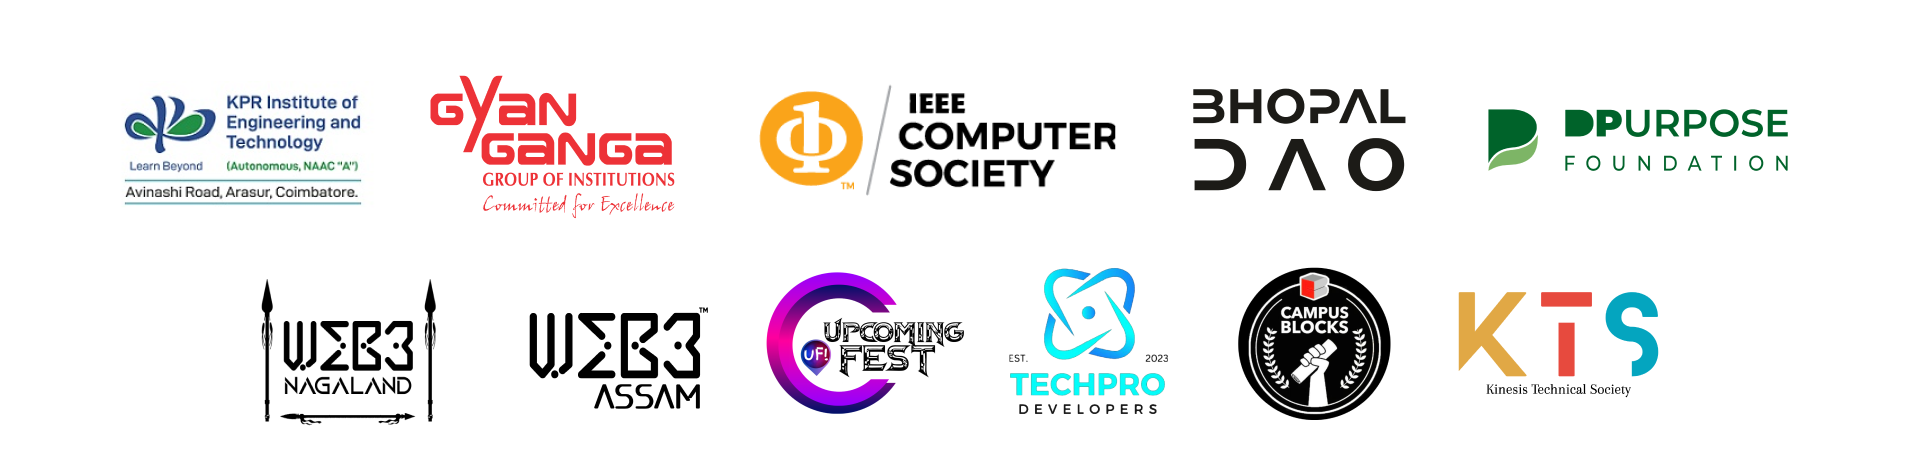 KPR Institute of
Engineering and
Technology
Learn Beyond
(Autonomous, NAAC "A")
Avinashi Road, Arasur, Coimbatore.
GYAN
GANGA
GROUP OF INSTITUTIONS
Committed for Excellence
IEEE
COMPUTER
SOCIETY
TM
BHOPAL
DAO
DPURPOSE
FOUNDATION
WEB3
NAGALAND
WEB3
TM
ASSAM
UPCOMING
UF!
FEST
EST.
2023
TECHPRO
DEVELOPERS
CAMPUS
BLOCKS
KTS
Kinesis Technical Society